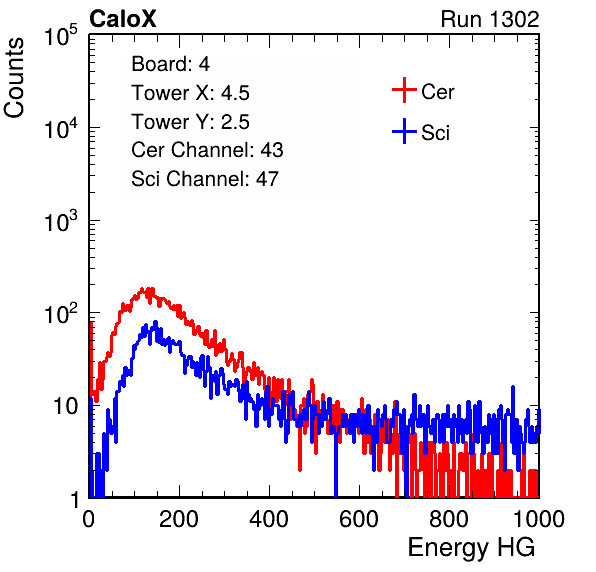 CaloX Run 1302
Counts
10^5
10^4
10^3
10^2
10
1
Board: 4
Tower X: 4.5
Tower Y: 2.5
Cer Channel: 43
Sci Channel: 47
Cer
Sci
0 200 400 600 800 1000
Energy HG